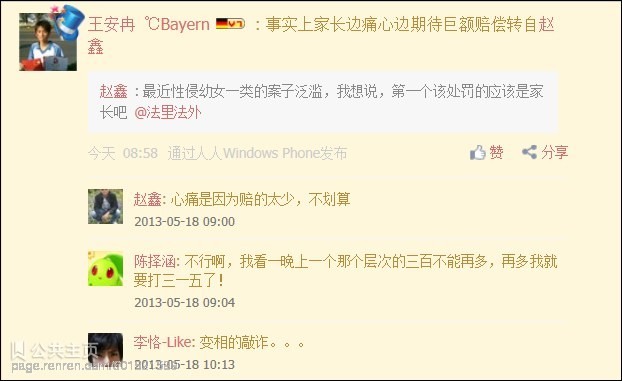 王安冉 ℃Bayern V7 : 事实上家长边痛心边期待巨额赔偿转自赵
鑫
赵鑫 : 最近性侵幼女一类的案子泛滥，我想说，第一个该处罚的应该是家
长吧 @法里法外
今天 08:58 通过人人Windows Phone发布
赞 分享
赵鑫: 心痛是因为赔的太少，不划算
2013-05-18 09:00
陈择涵: 不行啊，我看一晚上一个那个层次的三百不能再多，再多我就
要打三一五了！
2013-05-18 09:04
李恪-Like: 变相的敲诈。。。
2013-05-18 10:13
公共主页